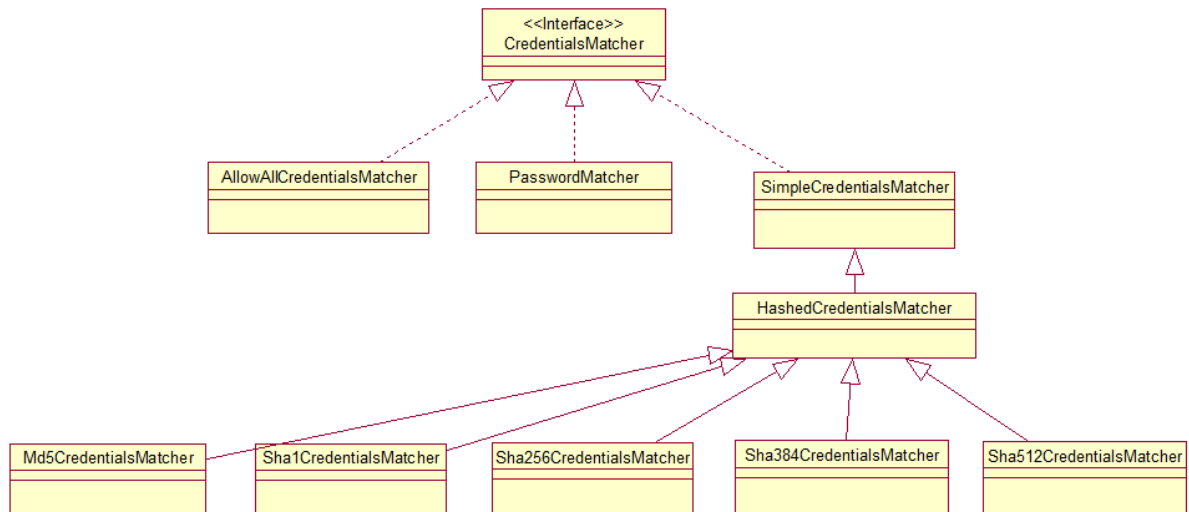 <<Interface>>
CredentialsMatcher
AllowAllCredentialsMatcher
PasswordMatcher
SimpleCredentialsMatcher
HashedCredentialsMatcher
Md5CredentialsMatcher
Sha1CredentialsMatcher
Sha256CredentialsMatcher
Sha384CredentialsMatcher
Sha512CredentialsMatcher